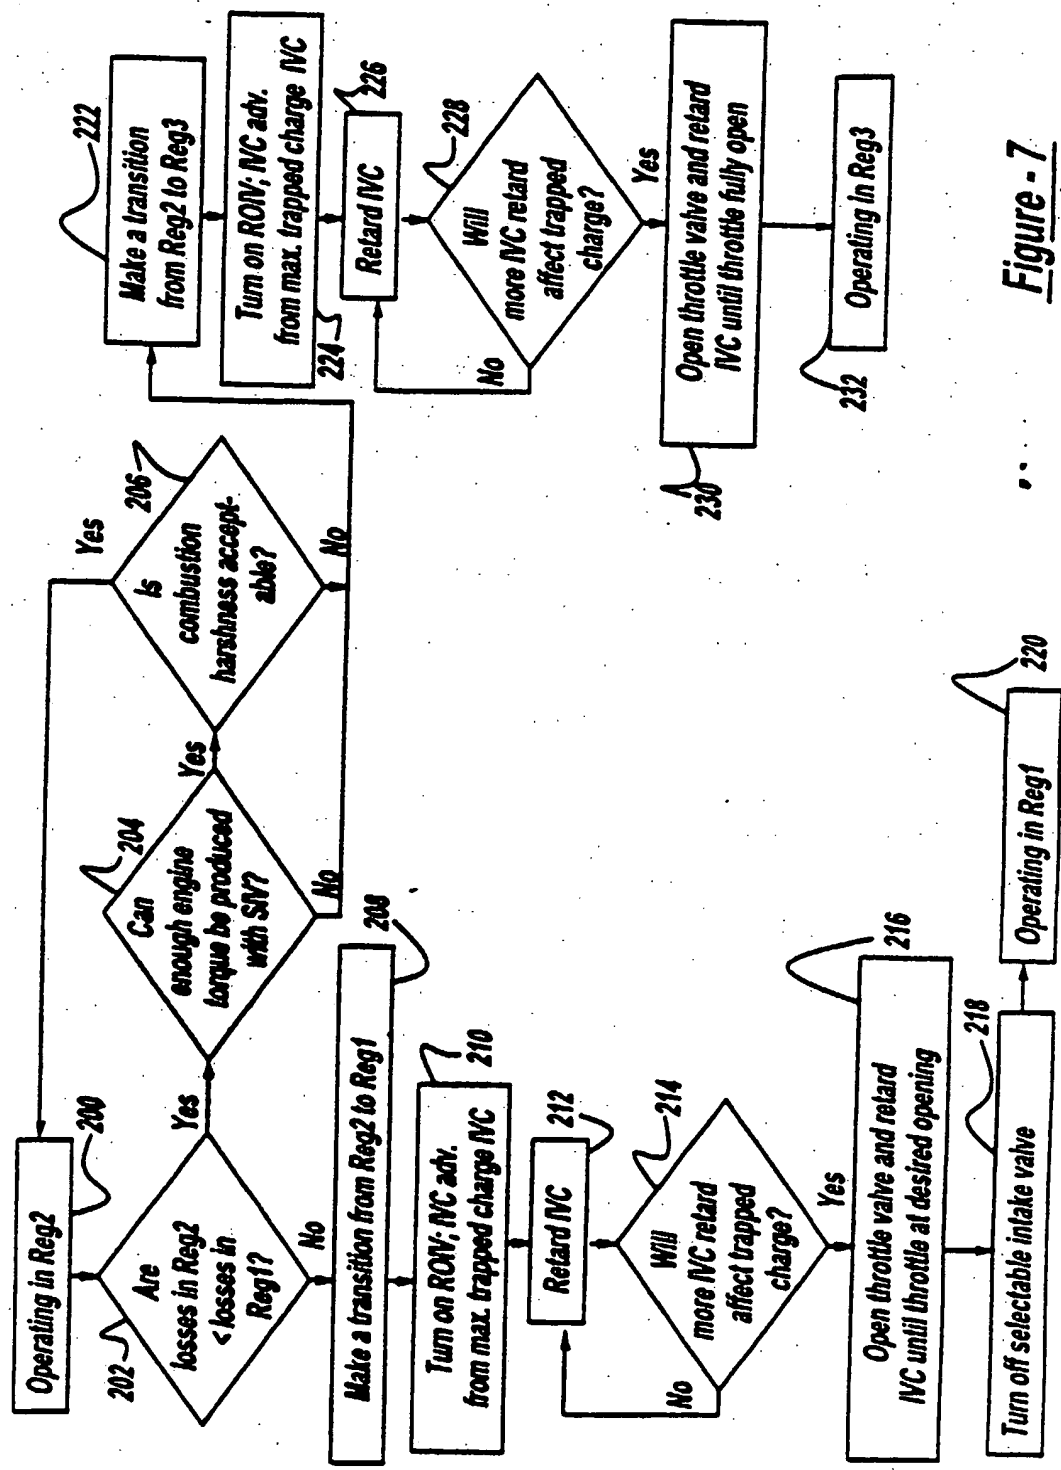 Operating in Reg2
200
202
Are
losses in Reg2
< losses in
Reg1?
Yes
No
204
Can
enough engine
torque be produced
with SIV?
Yes
No
206
Is
combustion
harshness accept-
able?
Yes
No
208
Make a transition from Reg2 to Reg1
210
Turn on ROIV; IVC adv.
from max. trapped charge IVC
212
Retard IVC
214
Will
more IVC retard
affect trapped
charge?
No
Yes
216
Open throttle valve and retard
IVC until throttle at desired opening
218
Turn off selectable intake valve
220
Operating in Reg1
222
Make a transition
from Reg2 to Reg3
224
Turn on ROIV; IVC adv.
from max. trapped charge IVC
226
Retard IVC
228
Will
more IVC retard
affect trapped
charge?
No
Yes
230
Open throttle valve and retard
IVC until throttle fully open
232
Operating in Reg3
Figure - 7